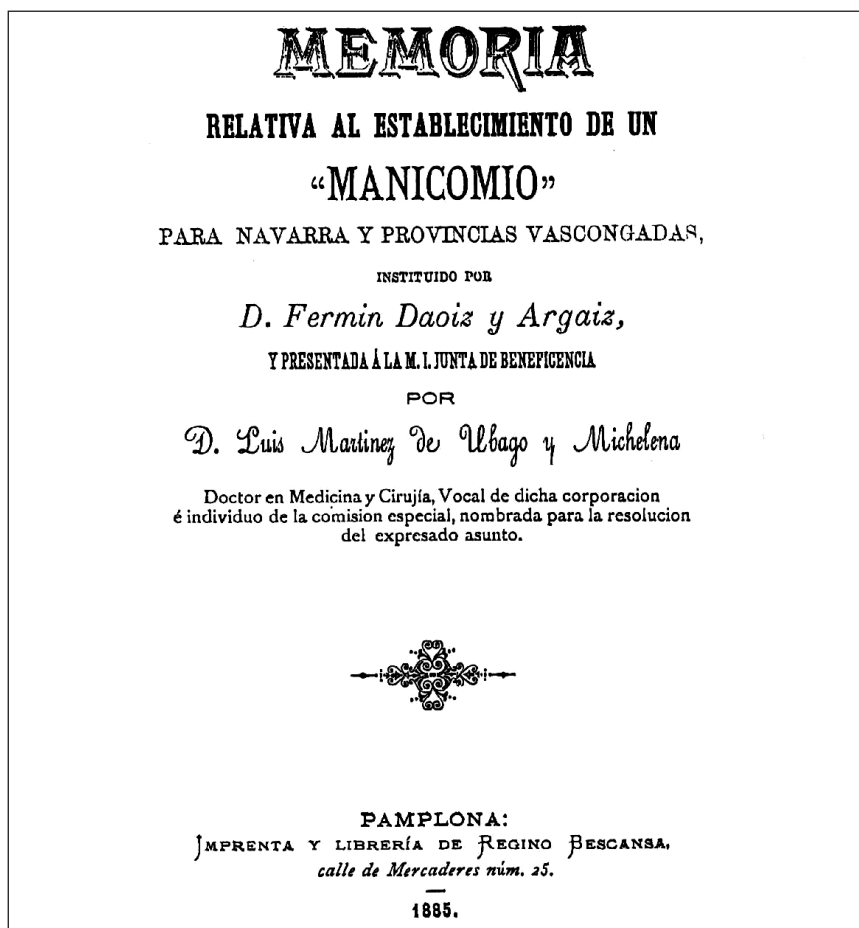 MEMORIA
RELATIVA AL ESTABLECIMIENTO DE UN
“MANICOMIO”
PARA NAVARRA Y PROVINCIAS VASCONGADAS,
INSTITUIDO POR
D. Fermin Daoiz y Argaiz,
Y PRESENTADA Á LA M. I. JUNTA DE BENEFICENCIA
POR
D. Luis Martinez de Ubago y Michelena
Doctor en Medicina y Cirujía, Vocal de dicha corporacion
é individuo de la comision especial, nombrada para la resolucion
del expresado asunto.
PAMPLONA:
IMPRENTA Y LIBRERÍA DE REGINO BESCANSA,
calle de Mercaderes núm. 25.
1885.